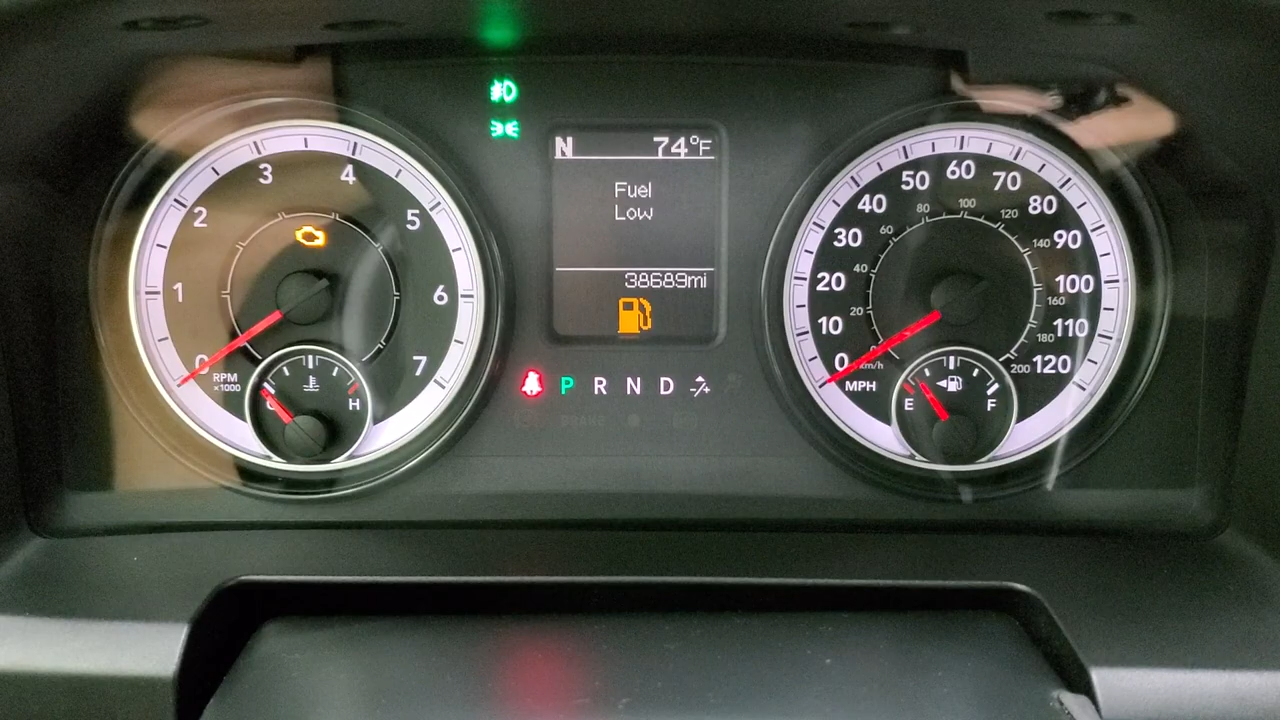 N 74°F
Fuel
Low
38689mi
P R N D
0 1 2 3 4 5 6 7
RPM
×1000
C H
0 10 20 30 40 50 60 70 80 90 100 110 120
20 40 60 80 100 120 140 160 180 200
km/h
MPH
E F
BRAKE